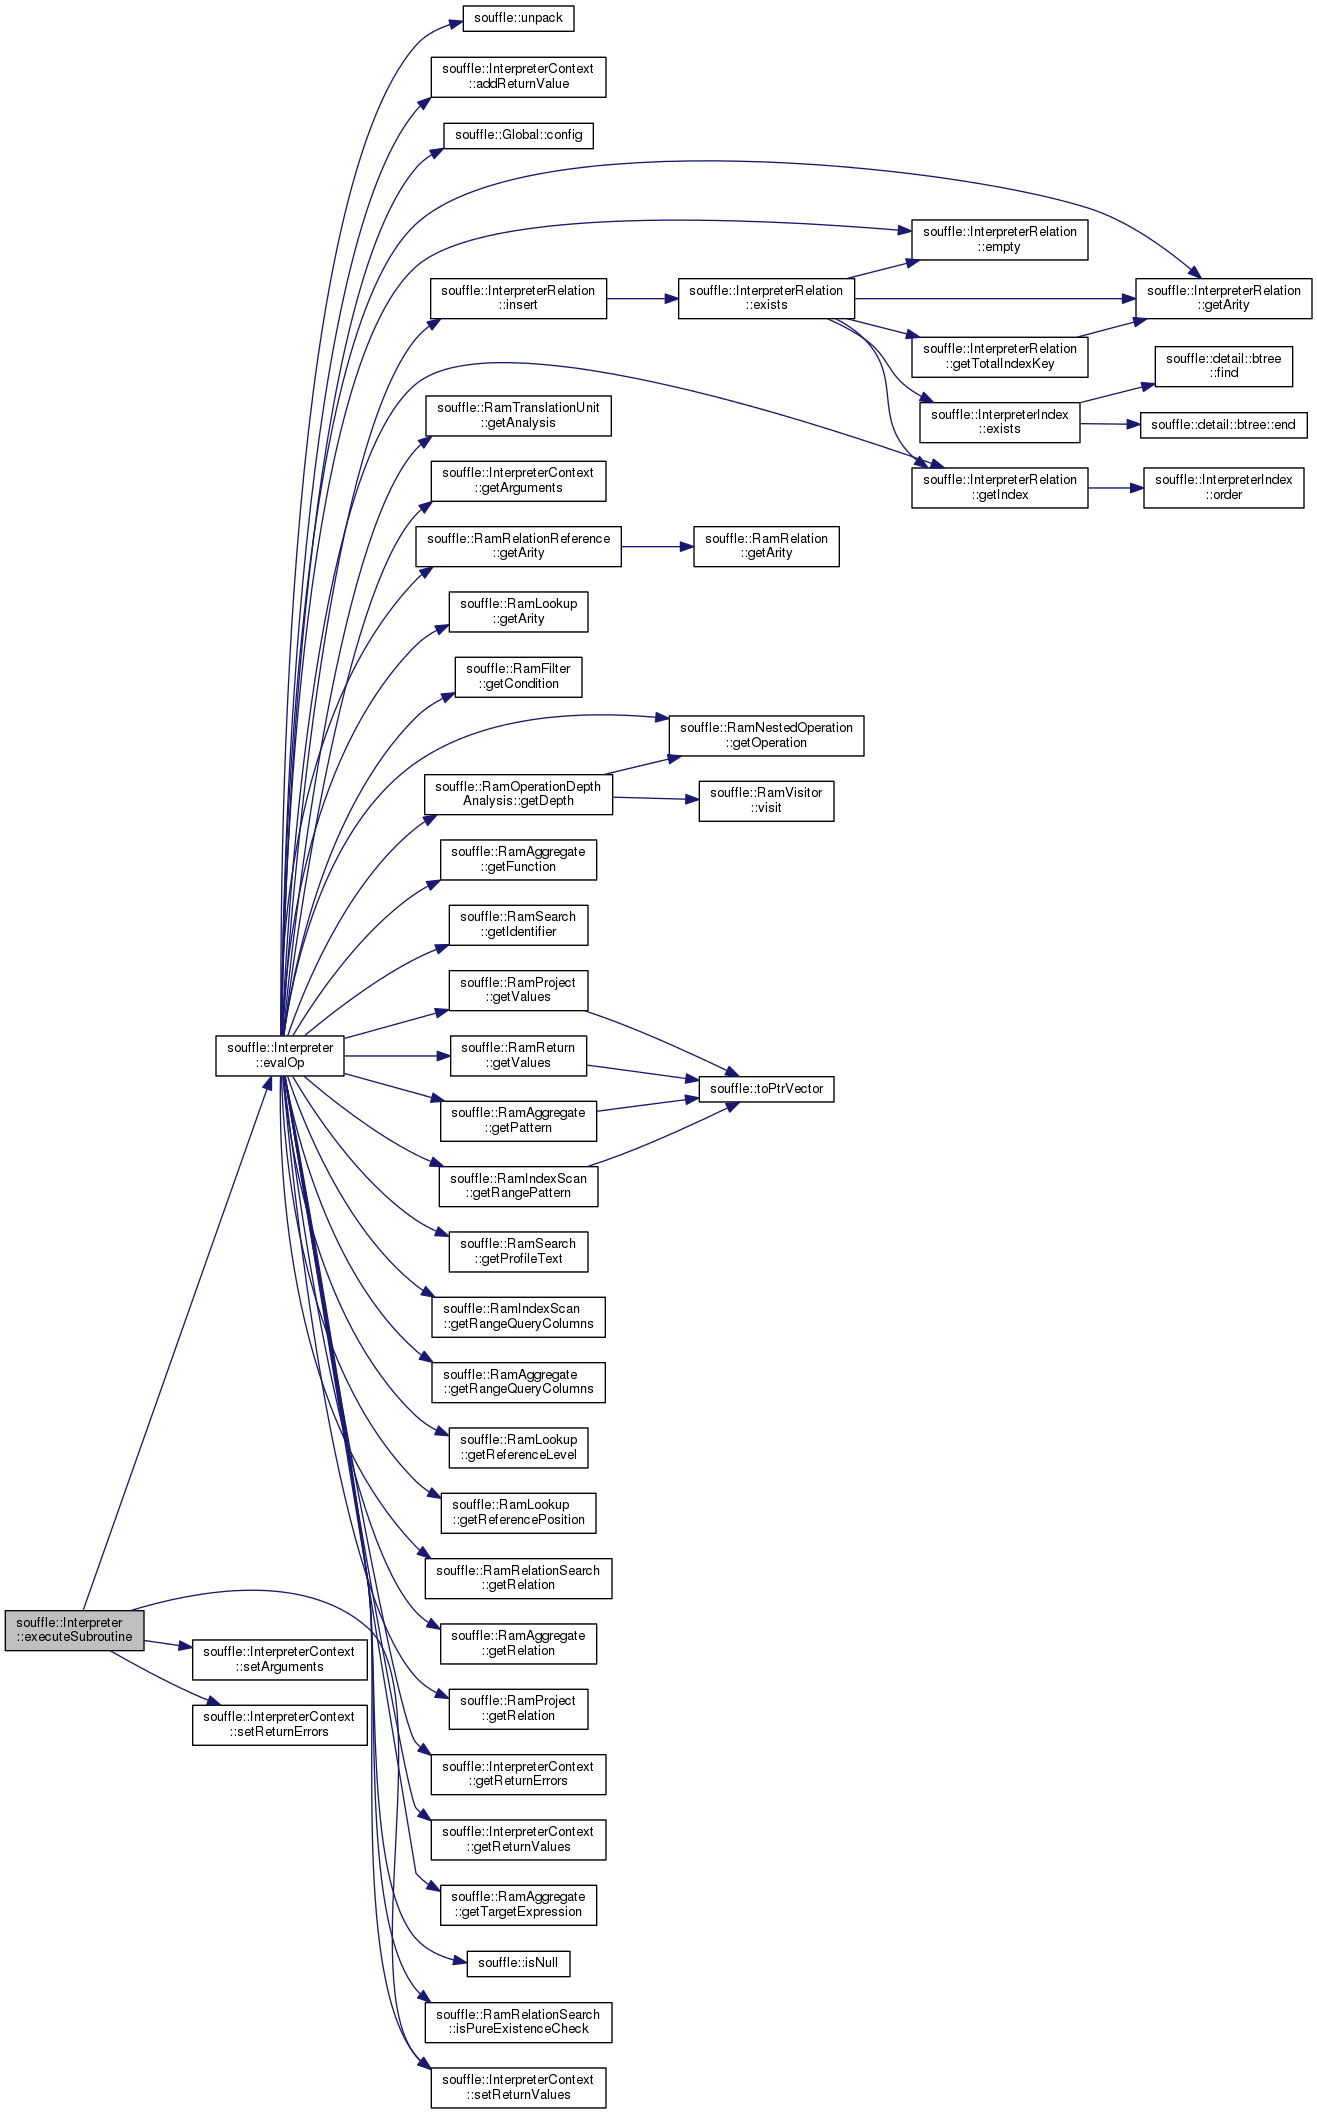 souffle::unpack
souffle::InterpreterContext
::addReturnValue
souffle::Global::config
souffle::InterpreterRelation
::empty
souffle::InterpreterRelation
::insert
souffle::InterpreterRelation
::exists
souffle::InterpreterRelation
::getArity
souffle::InterpreterRelation
::getTotalIndexKey
souffle::detail::btree
::find
souffle::InterpreterIndex
::exists
souffle::detail::btree::end
souffle::InterpreterRelation
::getIndex
souffle::InterpreterIndex
::order
souffle::RamTranslationUnit
::getAnalysis
souffle::InterpreterContext
::getArguments
souffle::RamRelationReference
::getArity
souffle::RamRelation
::getArity
souffle::RamLookup
::getArity
souffle::RamFilter
::getCondition
souffle::RamNestedOperation
::getOperation
souffle::RamOperationDepth
Analysis::getDepth
souffle::RamVisitor
::visit
souffle::RamAggregate
::getFunction
souffle::RamSearch
::getIdentifier
souffle::RamProject
::getValues
souffle::Interpreter
::evalOp
souffle::RamReturn
::getValues
souffle::toPtrVector
souffle::RamAggregate
::getPattern
souffle::RamIndexScan
::getRangePattern
souffle::RamSearch
::getProfileText
souffle::RamIndexScan
::getRangeQueryColumns
souffle::RamAggregate
::getRangeQueryColumns
souffle::RamLookup
::getReferenceLevel
souffle::RamLookup
::getReferencePosition
souffle::RamRelationSearch
::getRelation
souffle::Interpreter
::executeSubroutine
souffle::RamAggregate
::getRelation
souffle::InterpreterContext
::setArguments
souffle::RamProject
::getRelation
souffle::InterpreterContext
::setReturnErrors
souffle::InterpreterContext
::getReturnErrors
souffle::InterpreterContext
::getReturnValues
souffle::RamAggregate
::getTargetExpression
souffle::isNull
souffle::RamRelationSearch
::isPureExistenceCheck
souffle::InterpreterContext
::setReturnValues